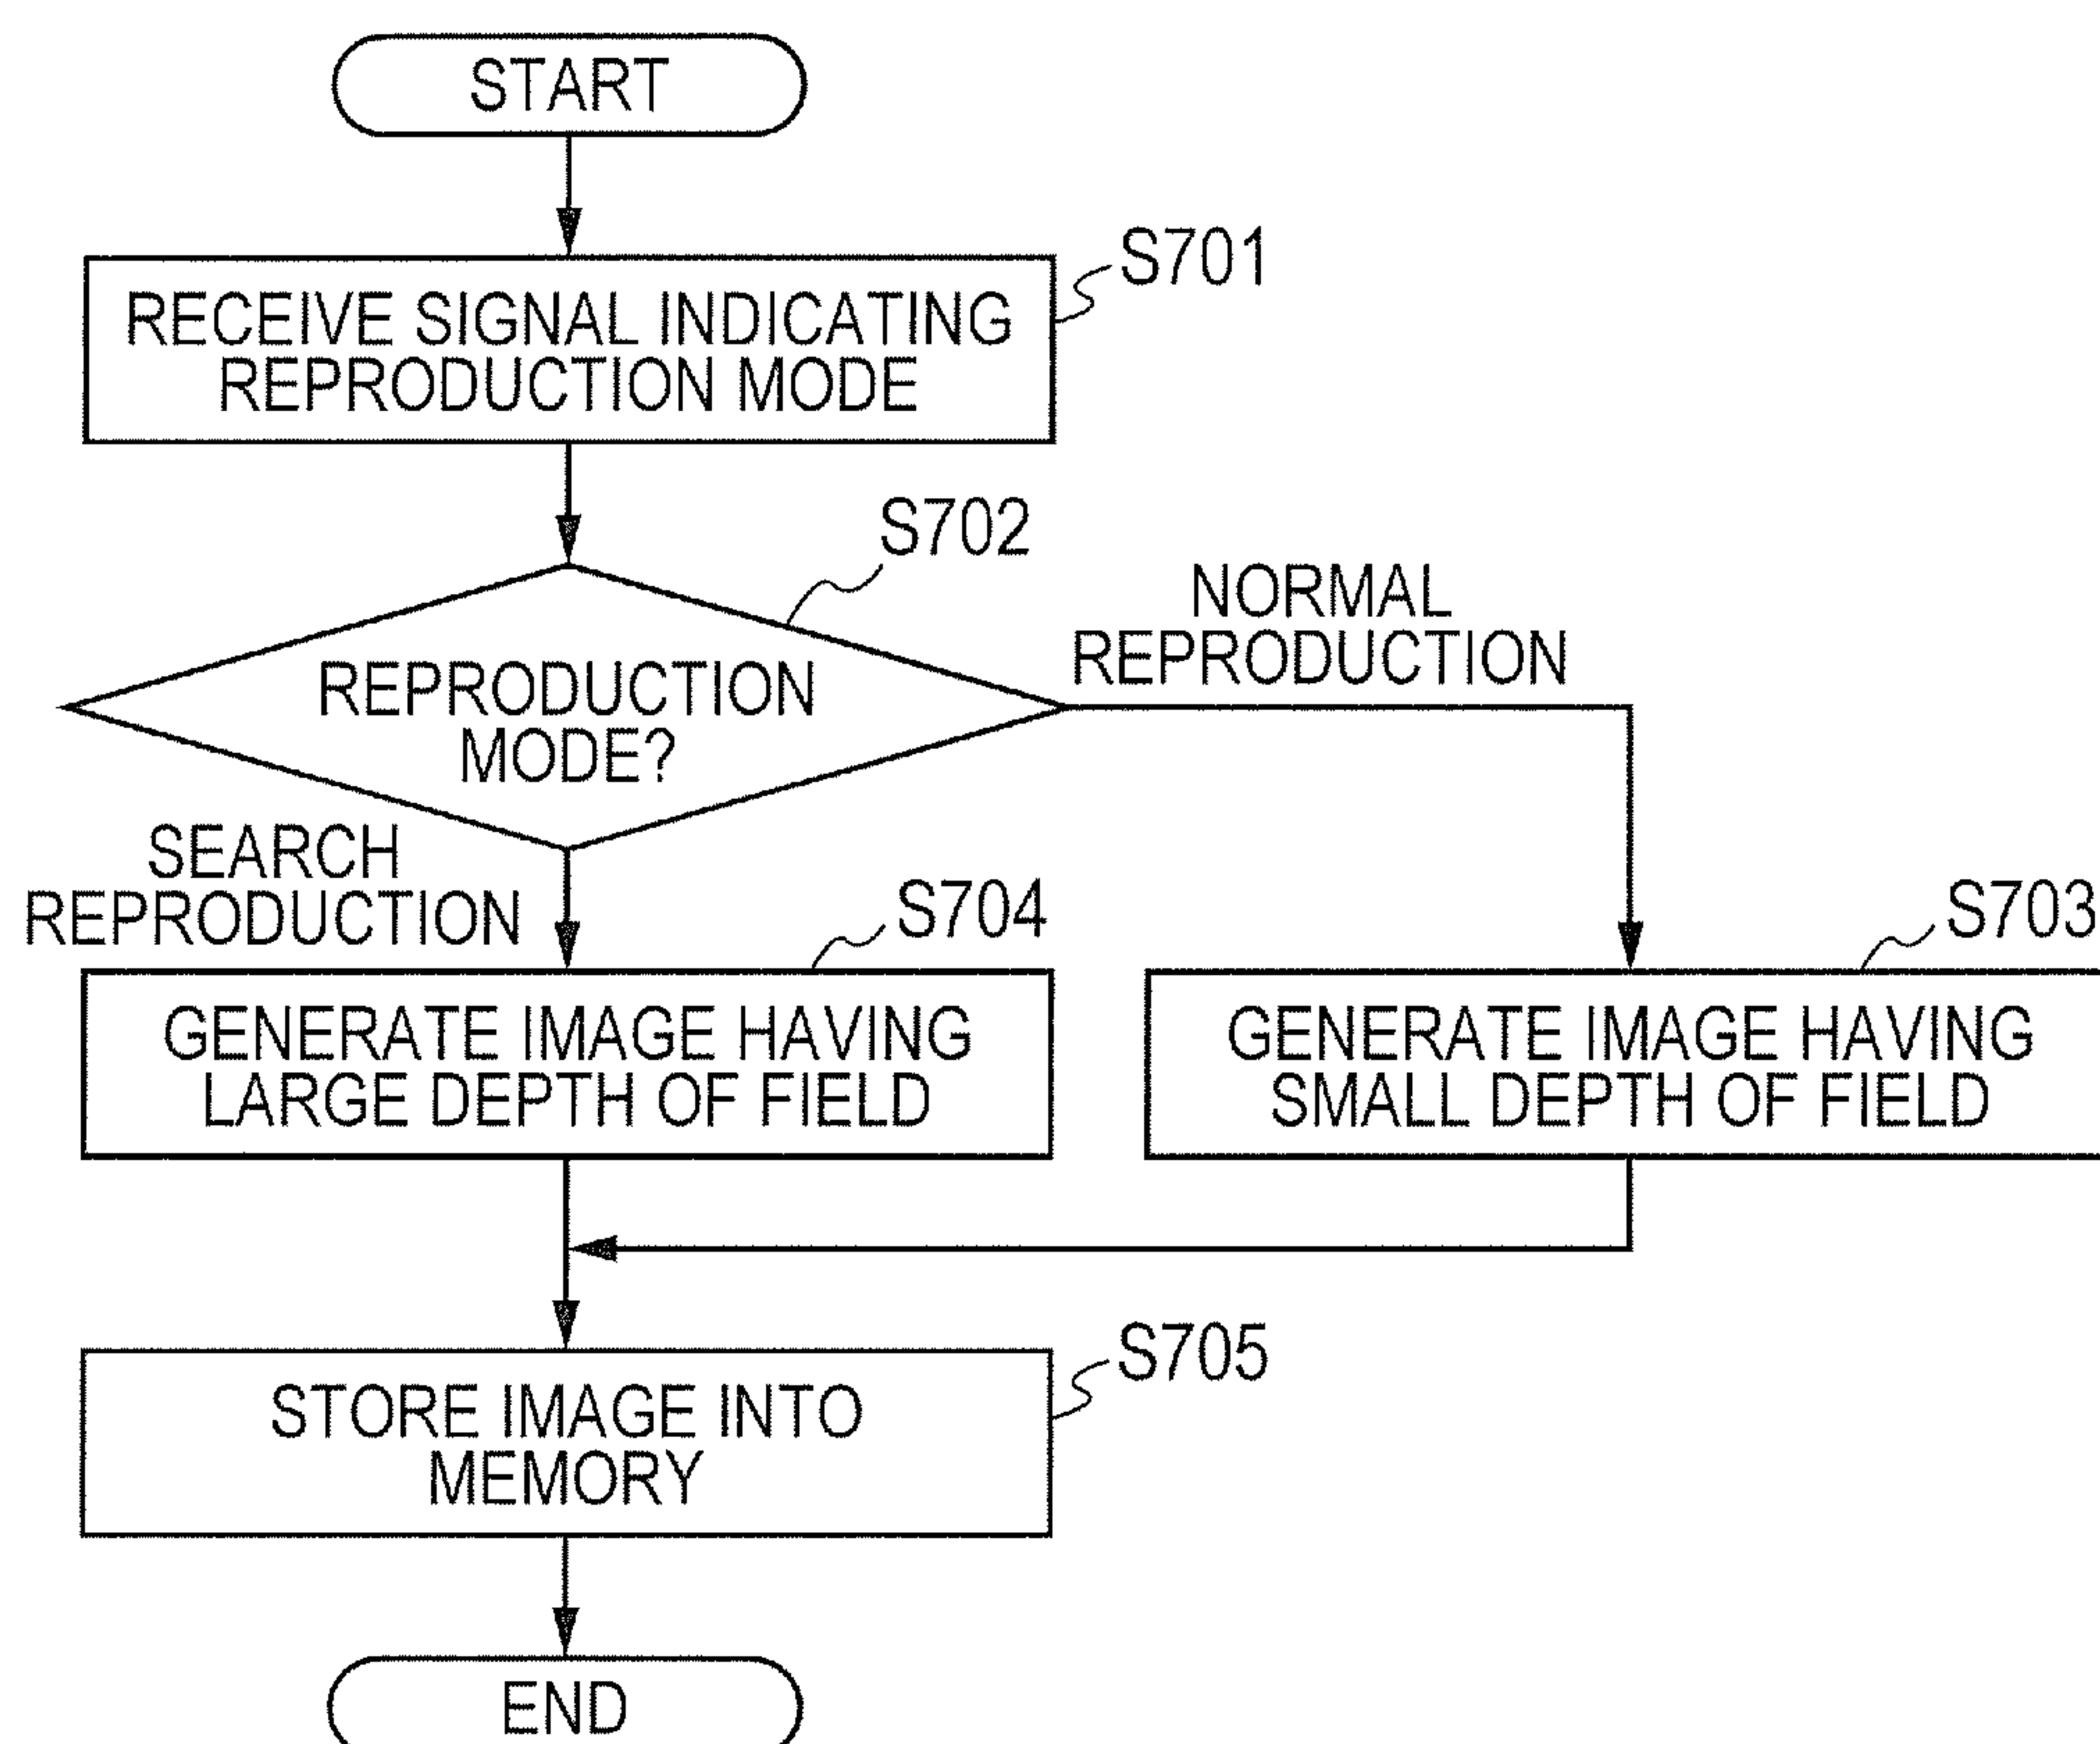 START
S701
RECEIVE SIGNAL INDICATING
REPRODUCTION MODE
S702
NORMAL
REPRODUCTION
REPRODUCTION
MODE?
SEARCH
REPRODUCTION
S704
S703
GENERATE IMAGE HAVING
LARGE DEPTH OF FIELD
GENERATE IMAGE HAVING
SMALL DEPTH OF FIELD
S705
STORE IMAGE INTO
MEMORY
END